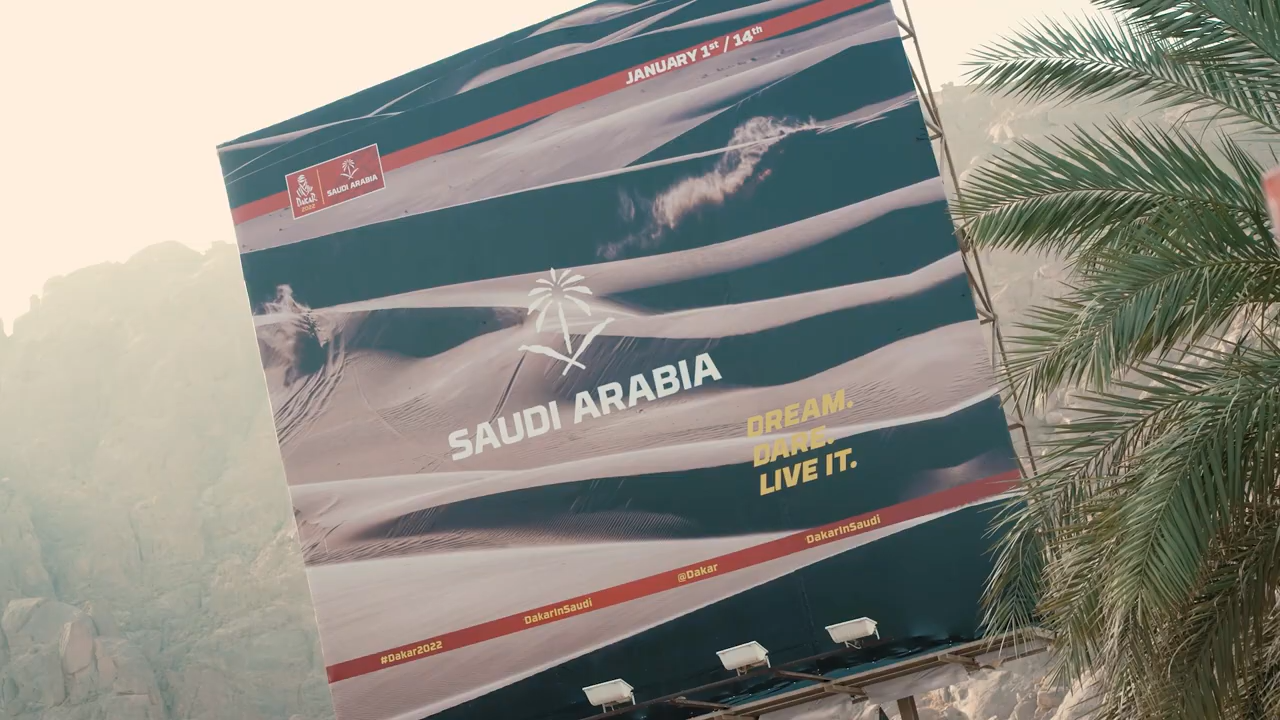 JANUARY 1st / 14th
DAKAR
2022
SAUDI ARABIA
SAUDI ARABIA
DREAM.
DARE.
LIVE IT.
#Dakar2022
DakarInSaudi
@Dakar
DakarInSaudi